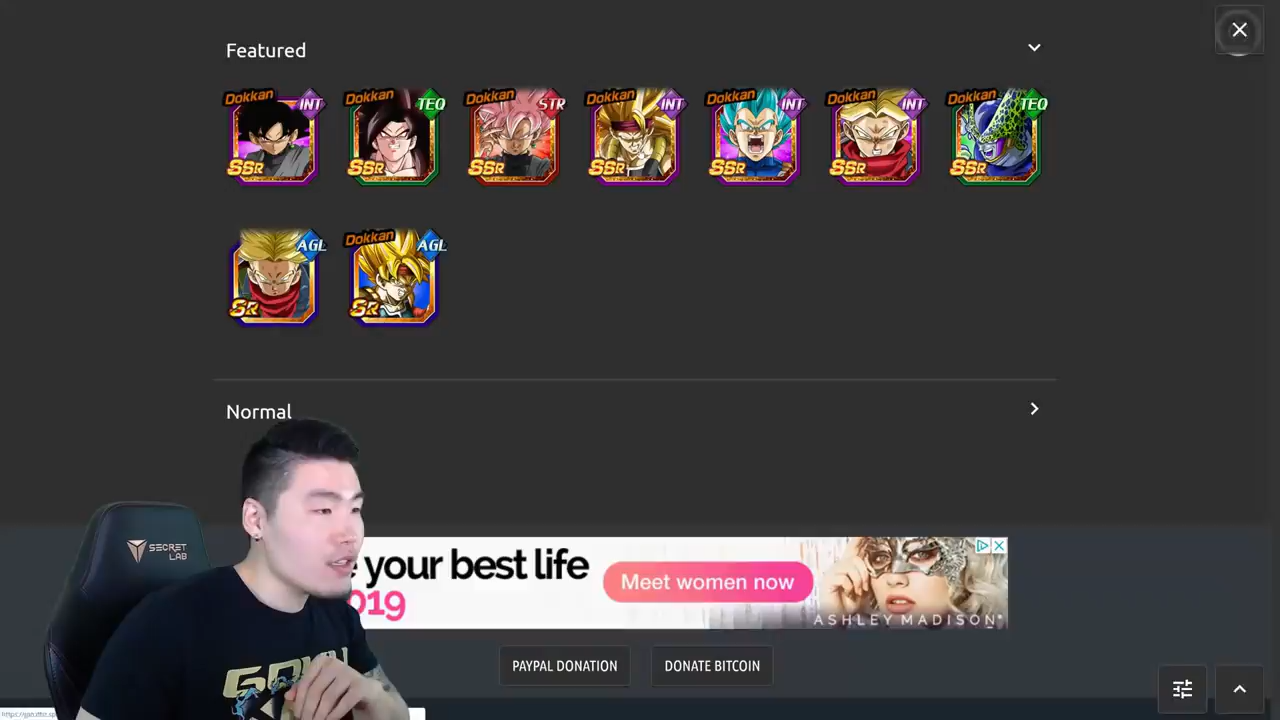 Featured
Dokkan INT Dokkan TEQ Dokkan STR Dokkan INT Dokkan INT Dokkan INT Dokkan TEQ
SSR SSR SSR SSR SSR SSR SSR
AGL Dokkan AGL
SR SR
Normal
SECRET
LAB
your best life
Meet women now
ASHLEY MADISON®
PAYPAL DONATION DONATE BITCOIN